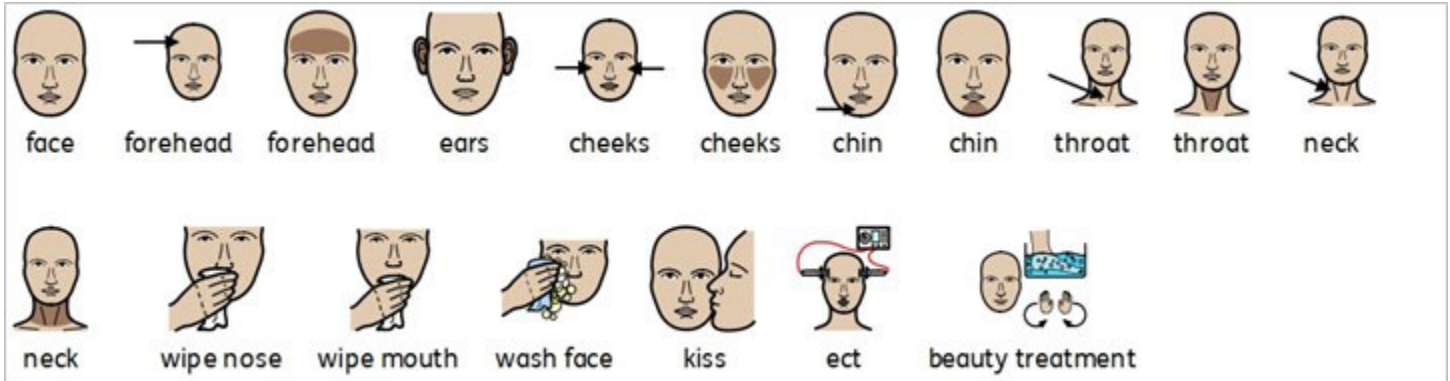 face forehead forehead ears cheeks cheeks chin chin throat throat neck
neck wipe nose wipe mouth wash face kiss ect beauty treatment